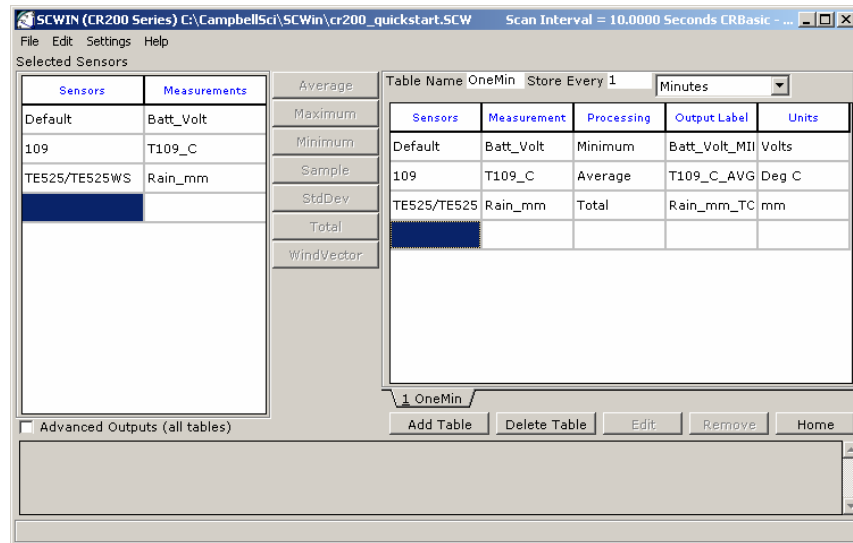 SCWIN (CR200 Series) C:\CampbellSci\SCWin\cr200_quickstart.SCW Scan Interval = 10.0000 Seconds CRBasic - ...
File Edit Settings Help
Selected Sensors
Sensors Measurements
Default Batt_Volt
109 T109_C
TE525/TE525WS Rain_mm
Average
Maximum
Minimum
Sample
StdDev
Total
WindVector
Table Name OneMin Store Every 1 Minutes
Sensors Measurement Processing Output Label Units
Default Batt_Volt Minimum Batt_Volt_MII Volts
109 T109_C Average T109_C_AVG Deg C
TE525/TE525 Rain_mm Total Rain_mm_TC mm
1 OneMin
Advanced Outputs (all tables)
Add Table Delete Table Edit Remove Home